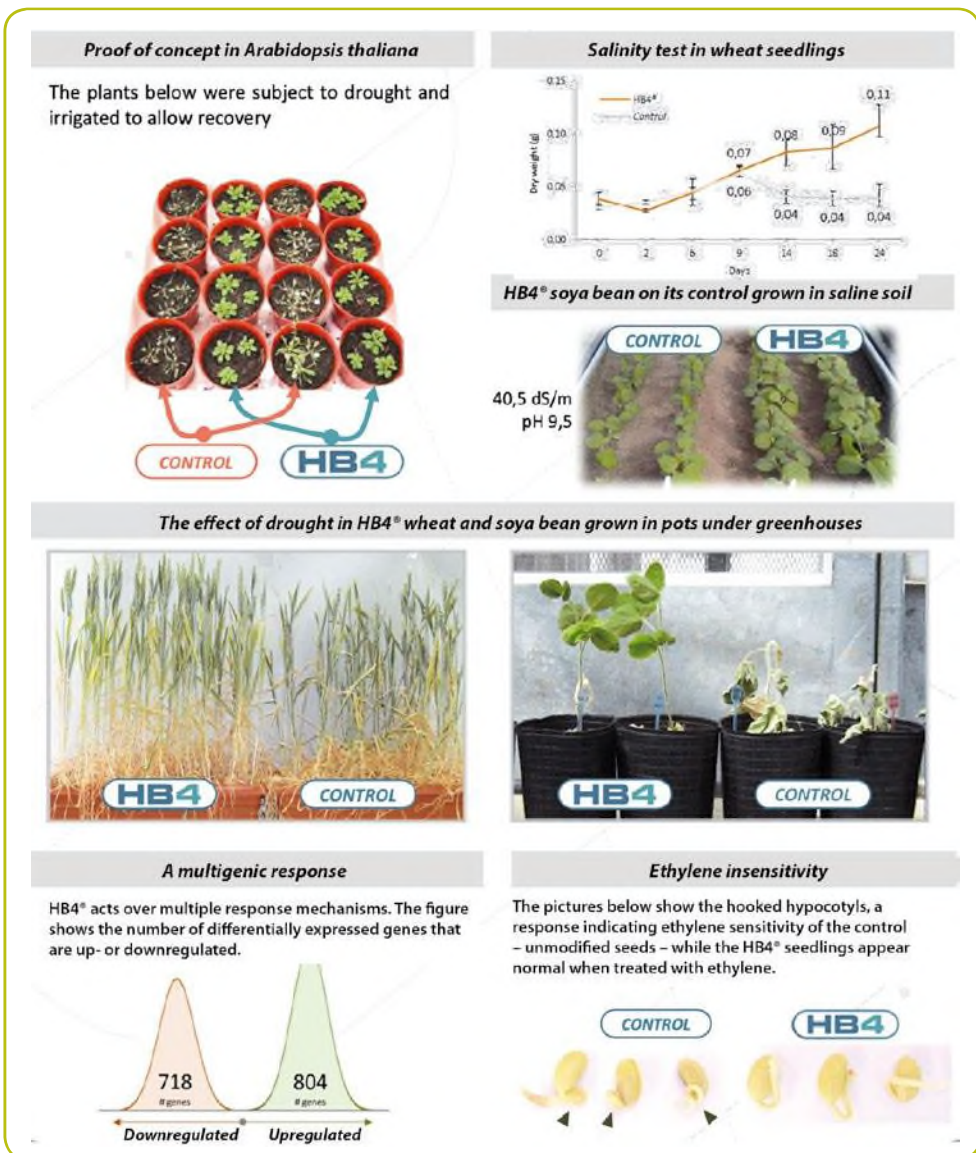 Proof of concept in Arabidopsis thaliana
The plants below were subject to drought and
irrigated to allow recovery
CONTROL
HB4
Salinity test in wheat seedlings
Dry weight (g)
0,15
0,10
0,05
0,00
HB4®
Control
0,07
0,08
0,09
0,11
0,06
0,04
0,04
0,04
0
2
6
9
14
18
24
Days
HB4® soya bean on its control grown in saline soil
40,5 dS/m
pH 9,5
CONTROL
HB4
The effect of drought in HB4® wheat and soya bean grown in pots under greenhouses
HB4
CONTROL
HB4
CONTROL
A multigenic response
HB4® acts over multiple response mechanisms. The figure
shows the number of differentially expressed genes that
are up- or downregulated.
718
# genes
804
# genes
Downregulated
Upregulated
Ethylene insensitivity
The pictures below show the hooked hypocotyls, a
response indicating ethylene sensitivity of the control
– unmodified seeds – while the HB4® seedlings appear
normal when treated with ethylene.
CONTROL
HB4